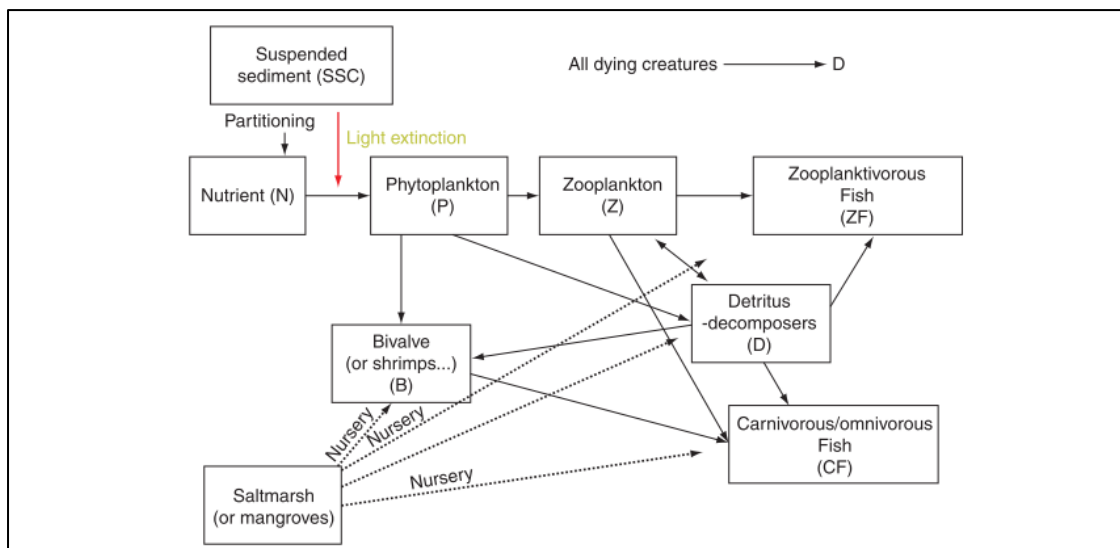 Suspended
sediment (SSC)
All dying creatures
D
Partitioning
Light extinction
Nutrient (N)
Phytoplankton
(P)
Zooplankton
(Z)
Zooplanktivorous
Fish
(ZF)
Detritus
-decomposers
(D)
Bivalve
(or shrimps...)
(B)
Nursery
Nursery
Carnivorous/omnivorous
Fish
(CF)
Nursery
Saltmarsh
(or mangroves)